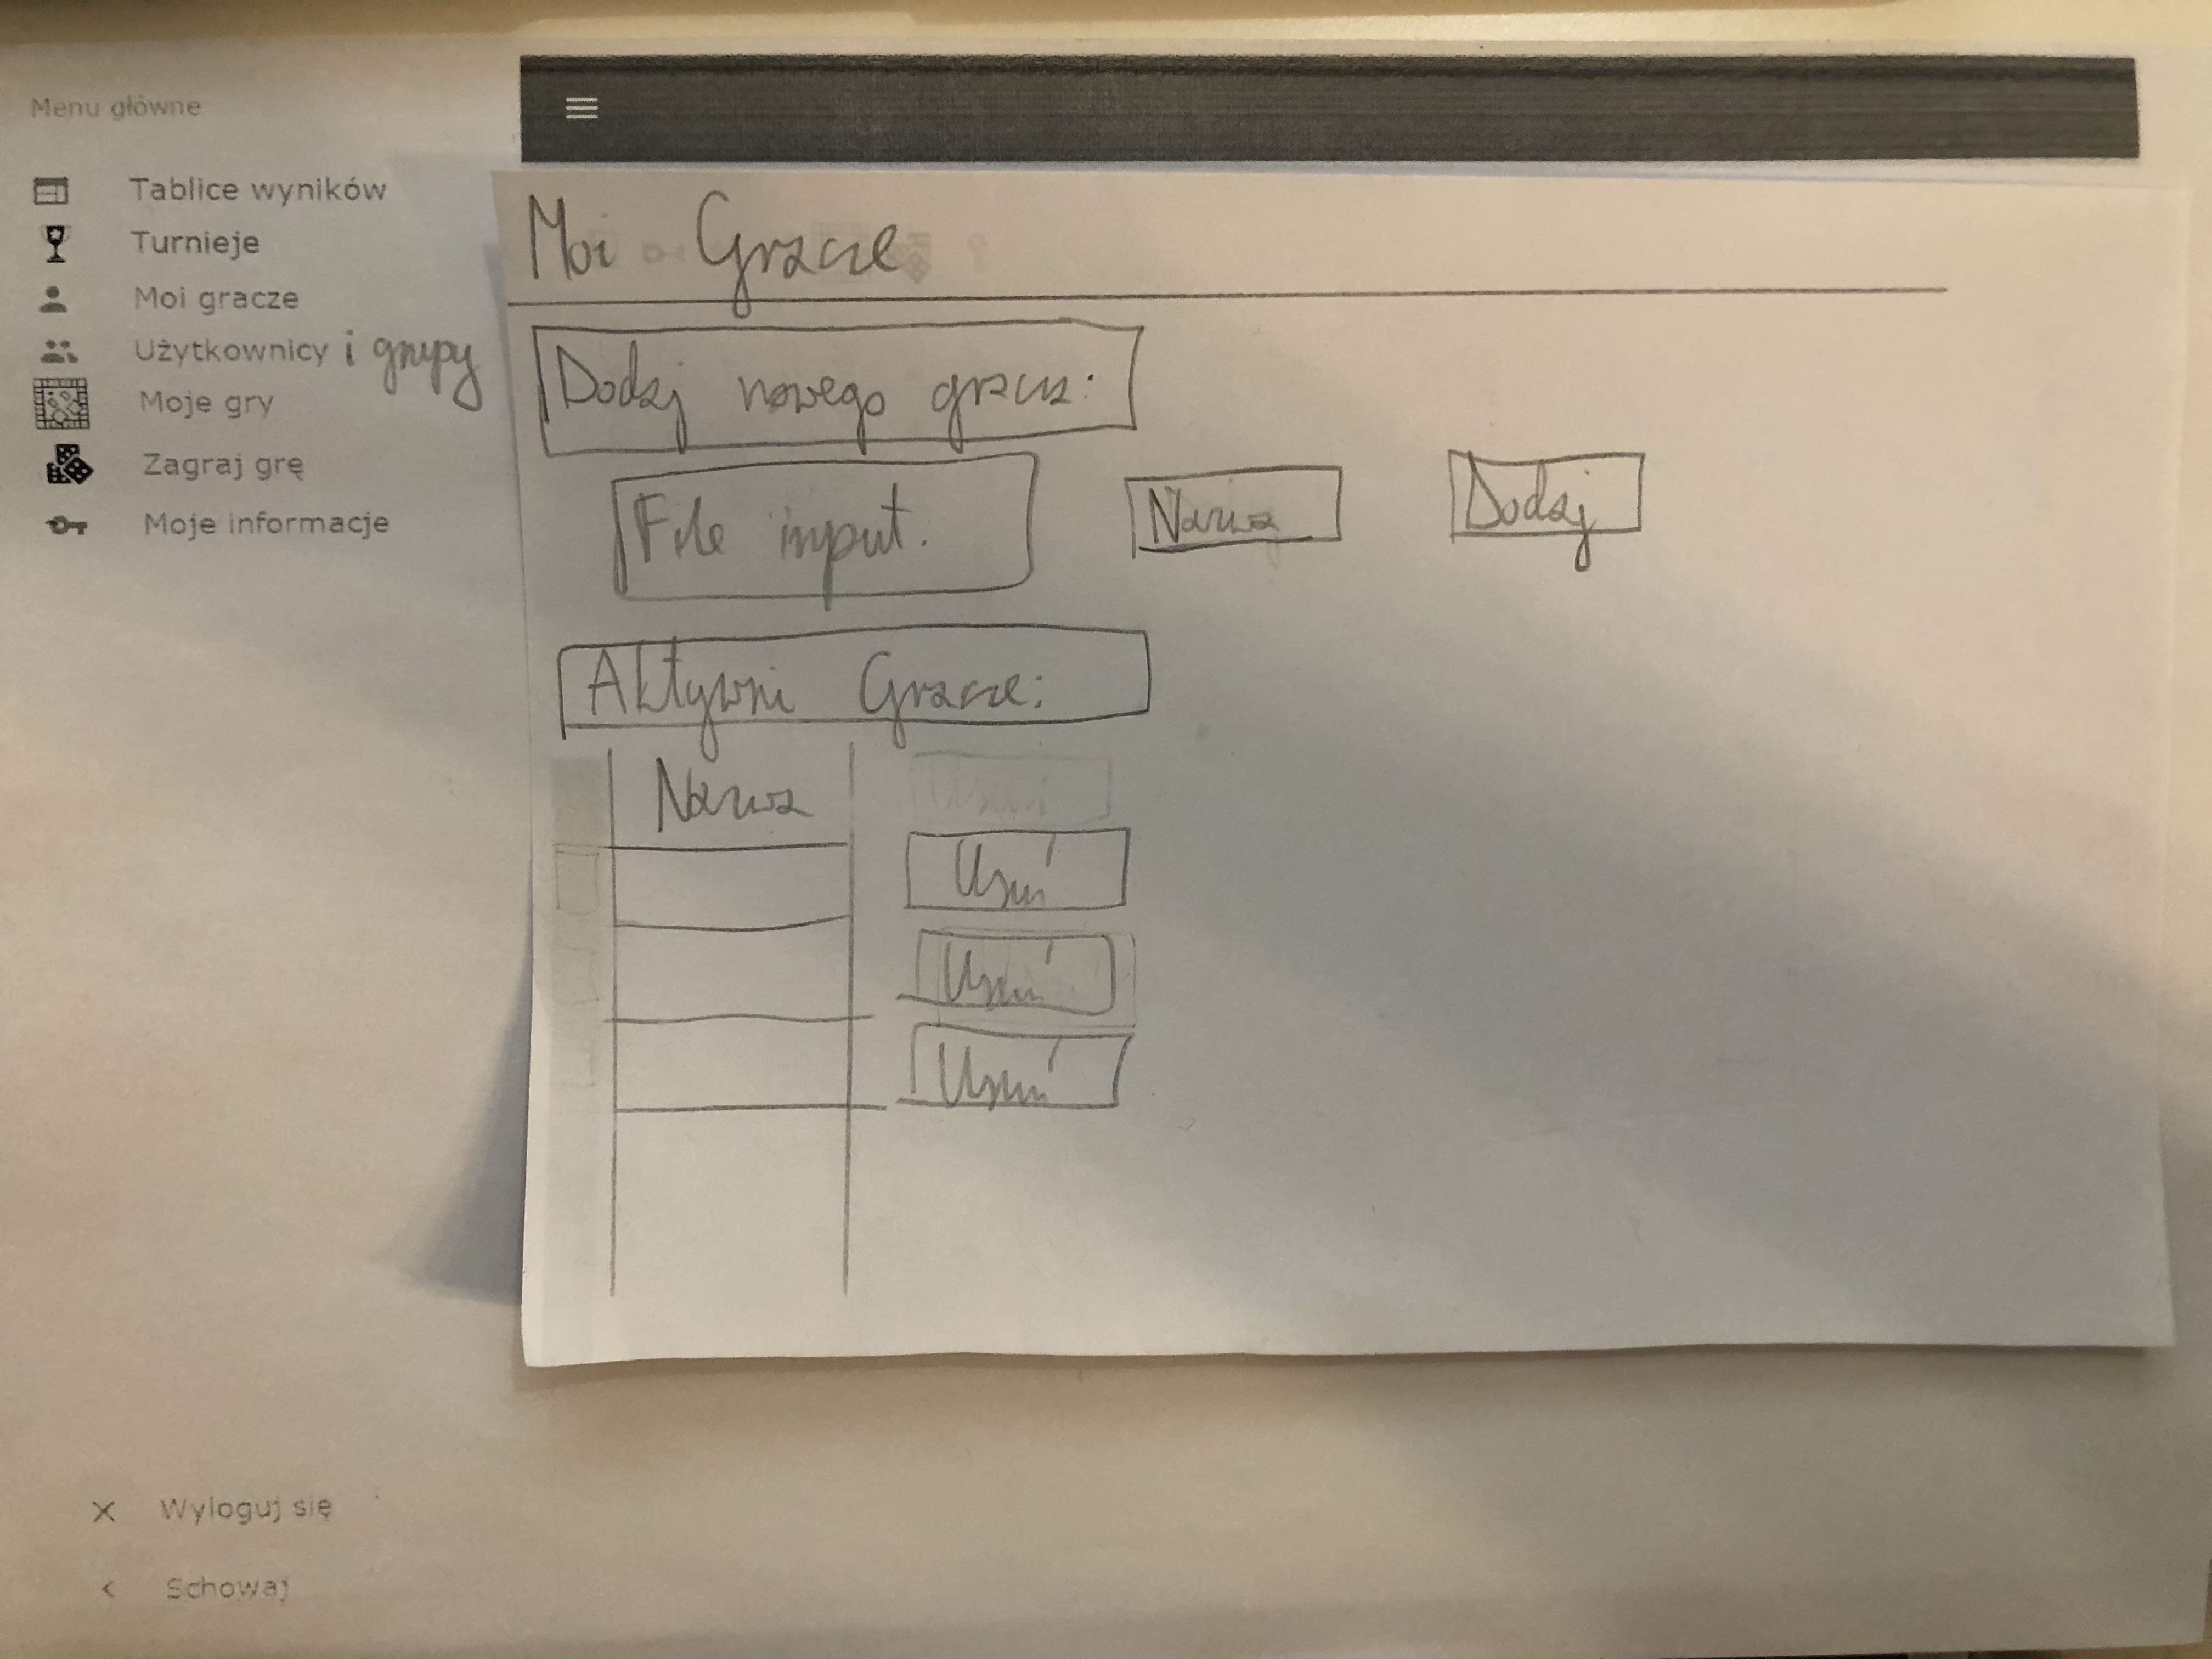 Menu główne
Tablice wyników
Turnieje
Moi gracze
Użytkownicy i grupy
Moje gry
Zagraj grę
Moje informacje
Moi Gracze
Dodaj nowego gracza:
File input:
Nazwa
Dodaj
Aktywni Gracze:
Nazwa
Usuń
Usuń
Usuń
Wyloguj się
Schowaj